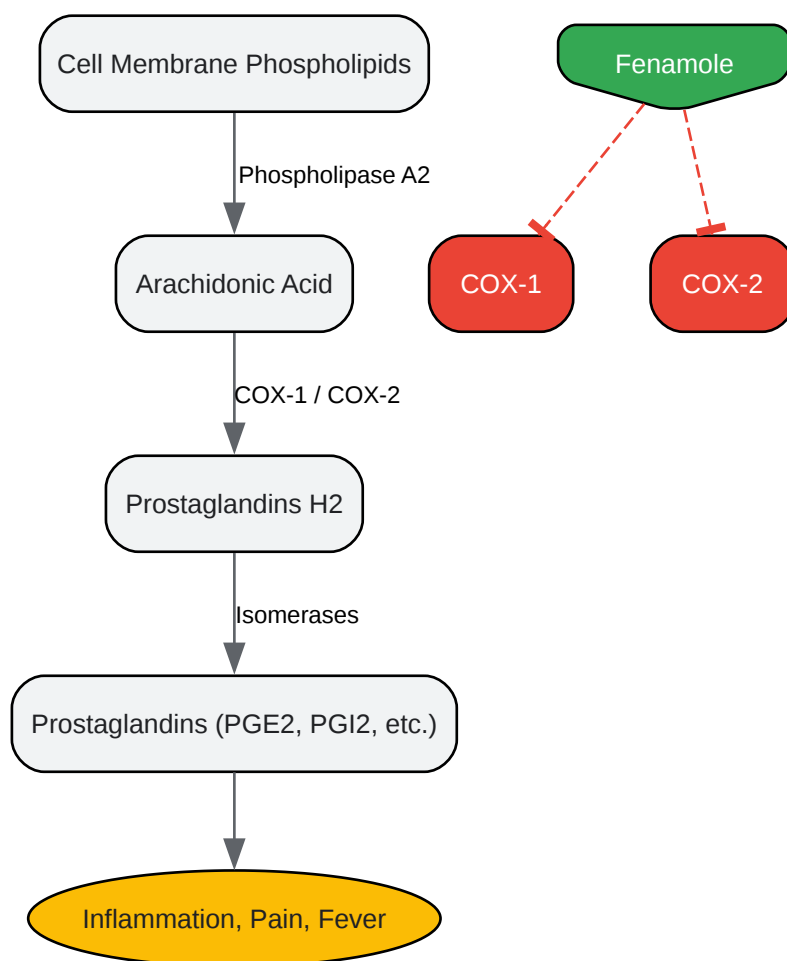 Cell Membrane Phospholipids
Fenamole
Phospholipase A2
Arachidonic Acid
COX-1
COX-2
COX-1 / COX-2
Prostaglandins H2
Isomerases
Prostaglandins (PGE2, PGI2, etc.)
Inflammation, Pain, Fever